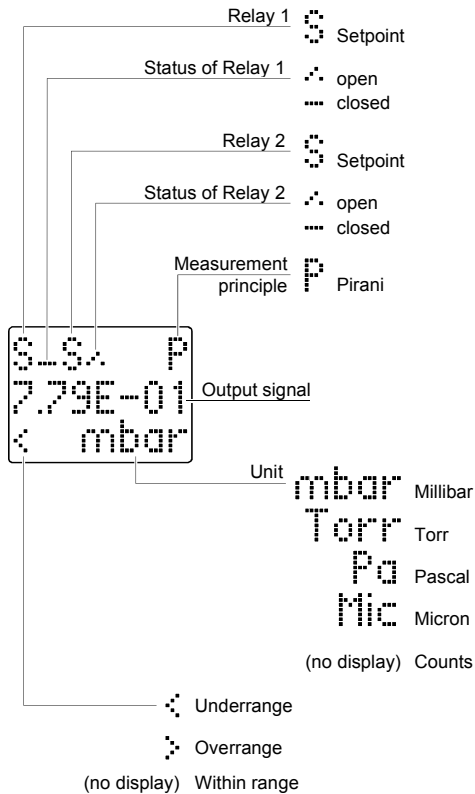 Relay 1 S Setpoint
Status of Relay 1 open
closed
Relay 2 S Setpoint
Status of Relay 2 open
closed
Measurement
principle P Pirani
S S P
7.79E-01 Output signal
< mbar
Unit mbar Millibar
Torr Torr
Pa Pascal
Mic Micron
(no display) Counts
< Underrange
> Overrange
(no display) Within range